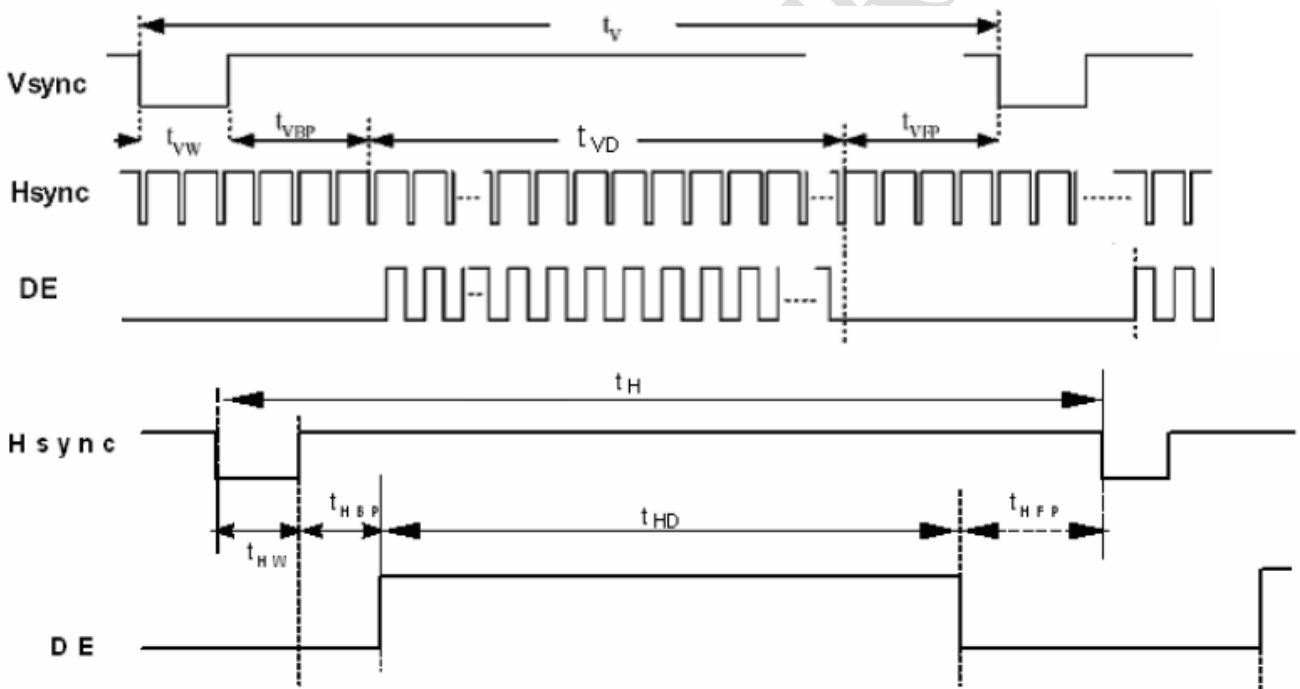 tV
Vsync
tVW
tVBP
tVD
tVFP
Hsync
DE
tH
Hsync
tHBP
tHD
tHFP
tHW
DE